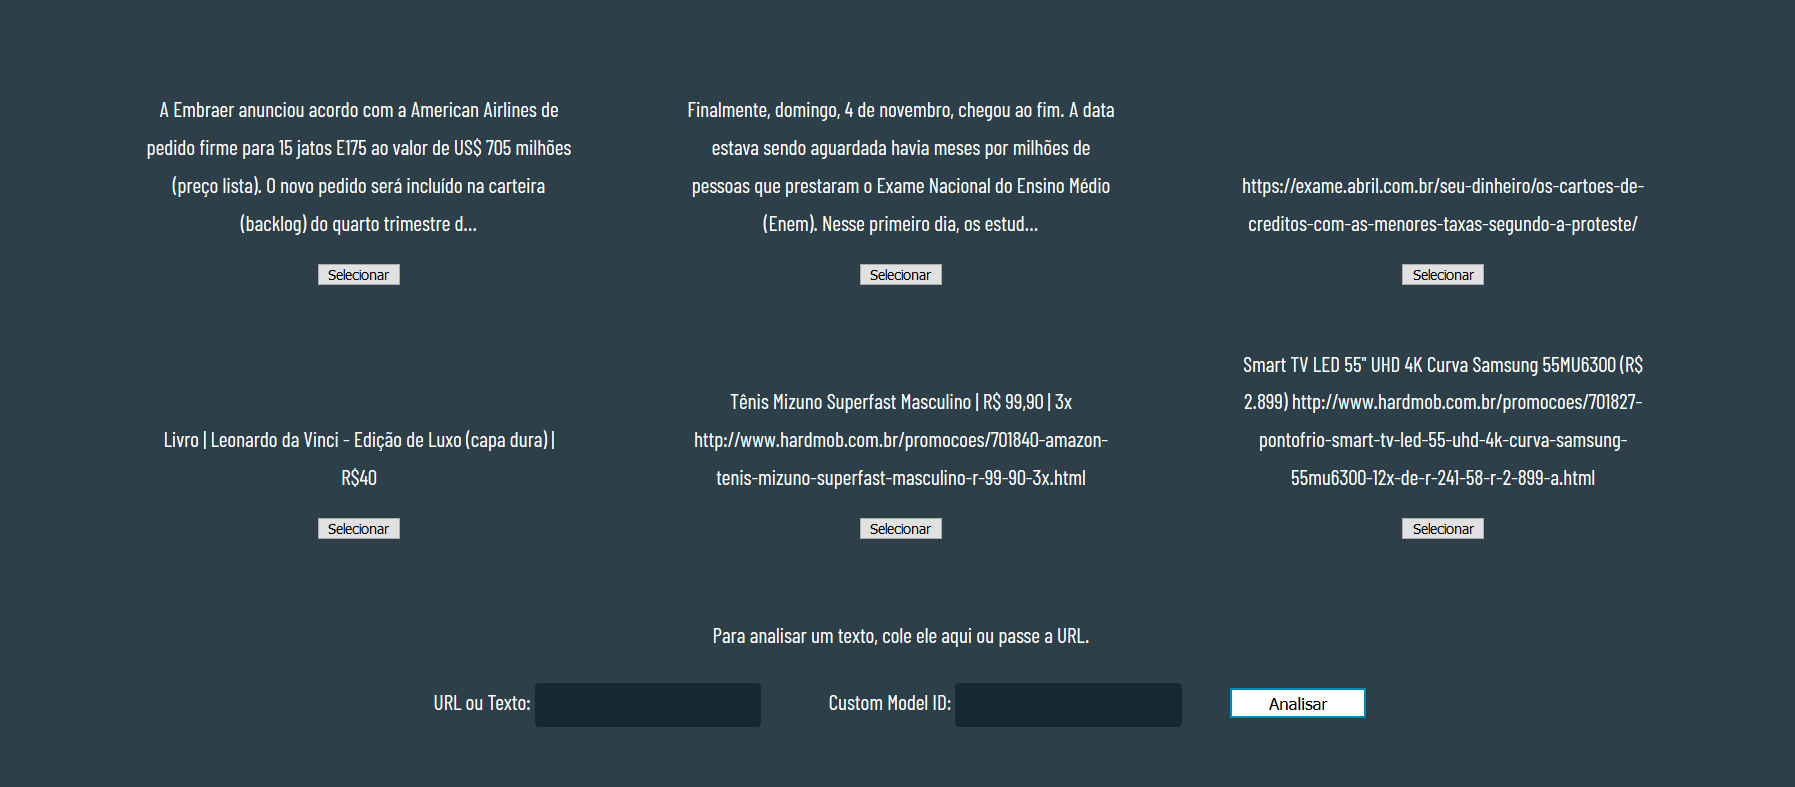 A Embraer anunciou acordo com a American Airlines de
pedido firme para 15 jatos E175 ao valor de US$ 705 milhões
(preço lista). O novo pedido será incluído na carteira
(backlog) do quarto trimestre d...
Selecionar
Finalmente, domingo, 4 de novembro, chegou ao fim. A data
estava sendo aguardada havia meses por milhões de
pessoas que prestaram o Exame Nacional do Ensino Médio
(Enem). Nesse primeiro dia, os estud...
Selecionar
https://exame.abril.com.br/seu-dinheiro/os-cartoes-de-
creditos-com-as-menores-taxas-segundo-a-proteste/
Selecionar
Livro | Leonardo da Vinci - Edição de Luxo (capa dura) |
R$40
Selecionar
Tênis Mizuno Superfast Masculino | R$ 99,90 | 3x
http://www.hardmob.com.br/promocoes/701840-amazon-
tenis-mizuno-superfast-masculino-r-99-90-3x.html
Selecionar
Smart TV LED 55" UHD 4K Curva Samsung 55MU6300 (R$
2.899) http://www.hardmob.com.br/promocoes/701827-
pontofrio-smart-tv-led-55-uhd-4k-curva-samsung-
55mu6300-12x-de-r-241-58-r-2-899-a.html
Selecionar
Para analisar um texto, cole ele aqui ou passe a URL.
URL ou Texto:
Custom Model ID:
Analisar